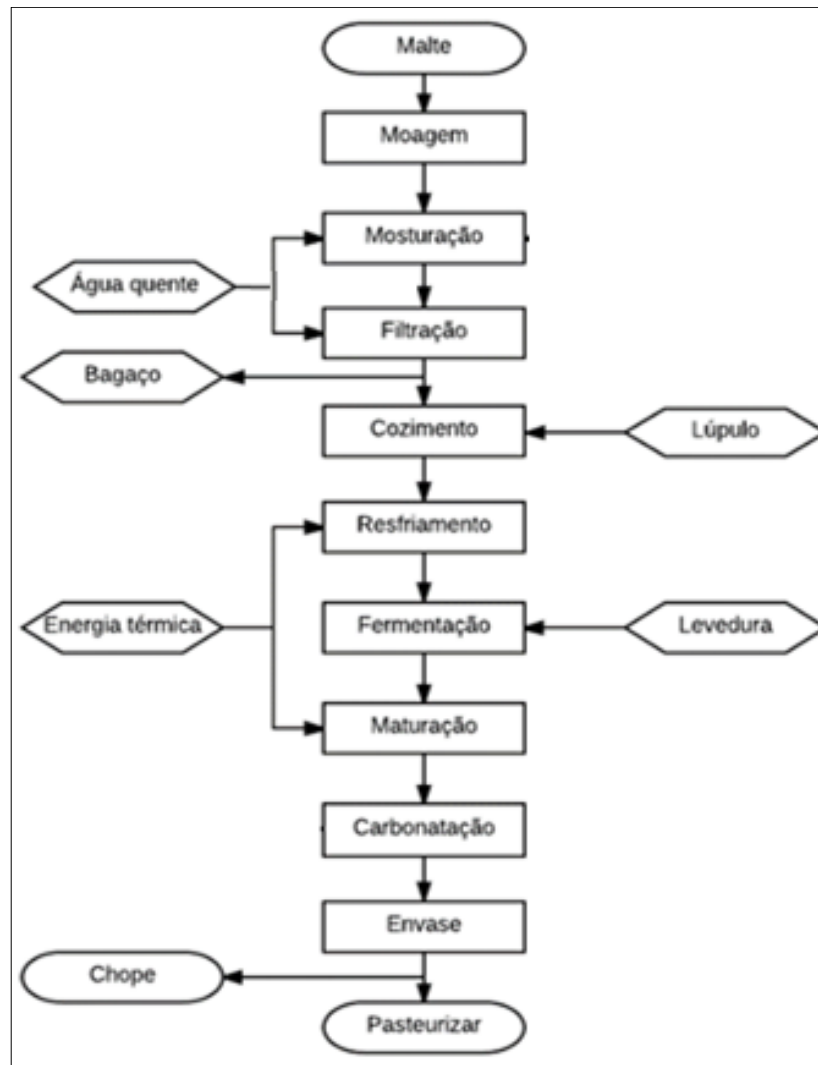 Malte
Moagem
Mosturação
Água quente
Filtração
Bagaço
Cozimento
Lúpulo
Resfriamento
Energia térmica
Fermentação
Levedura
Maturação
Carbonatação
Envase
Chope
Pasteurizar